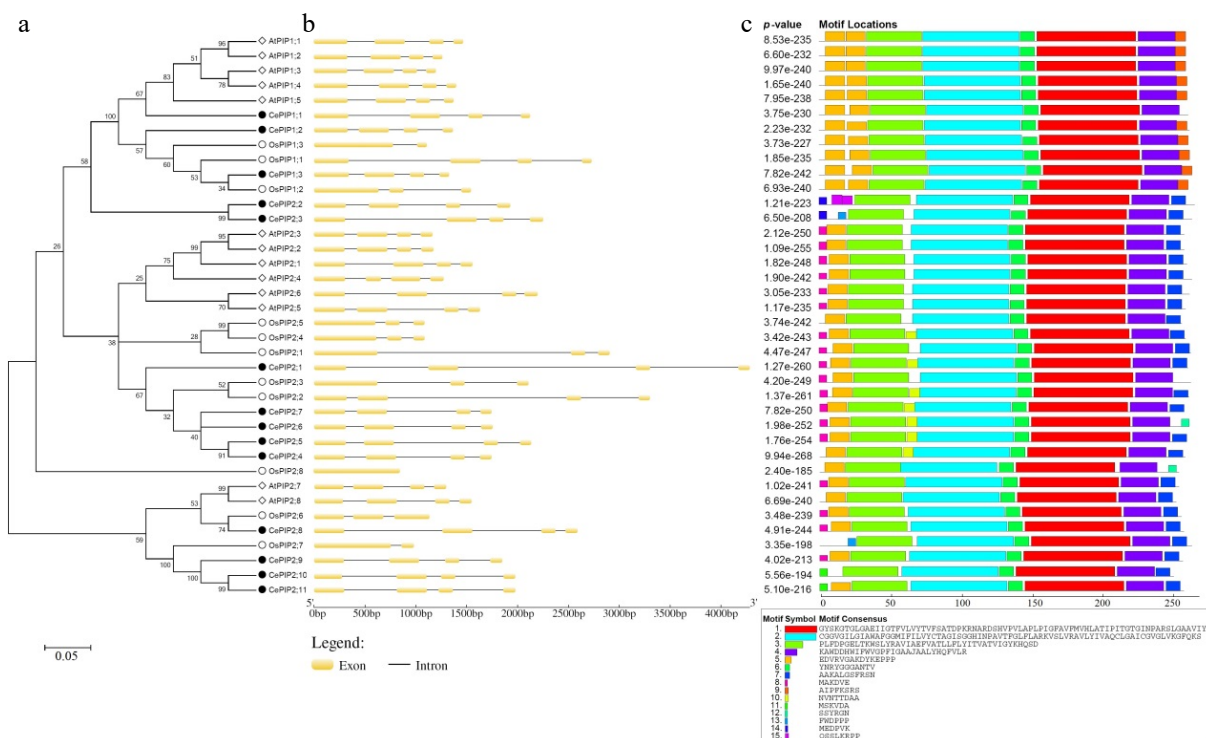 a
b
c
p-value Motif Locations
96 AtPIP1;1 8.53e-235
51 AtPIP1;2 6.60e-232
83 AtPIP1;3 9.97e-240
78 AtPIP1;4 1.65e-240
67 AtPIP1;5 7.95e-238
100 CePIP1;1 3.75e-230
CePIP1;2 2.23e-232
57 OsPIP1;3 3.73e-227
60 OsPIP1;1 1.85e-235
58 53 CePIP1;3 7.82e-242
34 OsPIP1;2 6.93e-240
CePIP2;2 1.21e-223
99 CePIP2;3 6.50e-208
95 AtPIP2;3 2.12e-250
26 99 AtPIP2;2 1.09e-255
75 AtPIP2;1 1.82e-248
25 AtPIP2;4 1.90e-242
AtPIP2;6 3.05e-233
70 AtPIP2;5 1.17e-235
99 OsPIP2;5 3.74e-242
28 OsPIP2;4 3.42e-243
38 OsPIP2;1 4.47e-247
CePIP2;1 1.27e-260
52 OsPIP2;3 4.20e-249
67 OsPIP2;2 1.37e-261
32 CePIP2;7 7.82e-250
CePIP2;6 1.98e-252
40 CePIP2;5 1.76e-254
91 CePIP2;4 9.94e-268
OsPIP2;8 2.40e-185
99 AtPIP2;7 1.02e-241
53 AtPIP2;8 6.69e-240
OsPIP2;6 3.48e-239
74 CePIP2;8 4.91e-244
59 OsPIP2;7 3.35e-198
100 CePIP2;9 4.02e-213
100 CePIP2;10 5.56e-194
99 CePIP2;11 5.10e-216
5' 3'
0bp 500bp 1000bp 1500bp 2000bp 2500bp 3000bp 3500bp 4000bp
0 50 100 150 200 250
0.05
Legend:
Exon Intron
Motif Symbol Motif Consensus
1. GYSKGTGLGAEIIGTFVLVYTVFSATDPKRNARDSHVPVLAPLPIGFAVFMVHLATIPITGTGINPARSLGAAVIY
2. CGGVGILGIAWAFGGMIFILVYCTAGISGGHINPAVTFGLFLARKVSLVRAVLYIVAQCLGAICGVGLVKGFQKS
3. PLFDPGELTKWSLYRAVIAEFVATLLFLYITVATVIGYKHQSD
4. KAWDDHWIFWVGPFIGAAJAALYHQFVLR
5. EDVRVGAKDYKEPPP
6. YNRYGGGANTV
7. AAKALGSFRSN
8. MAKDVE
9. AIPFKSRS
10. NVNTTDAA
11. MSKVDA
12. SSYRGN
13. FWDPPP
14. MEDPVK
15. QSSLKRPP